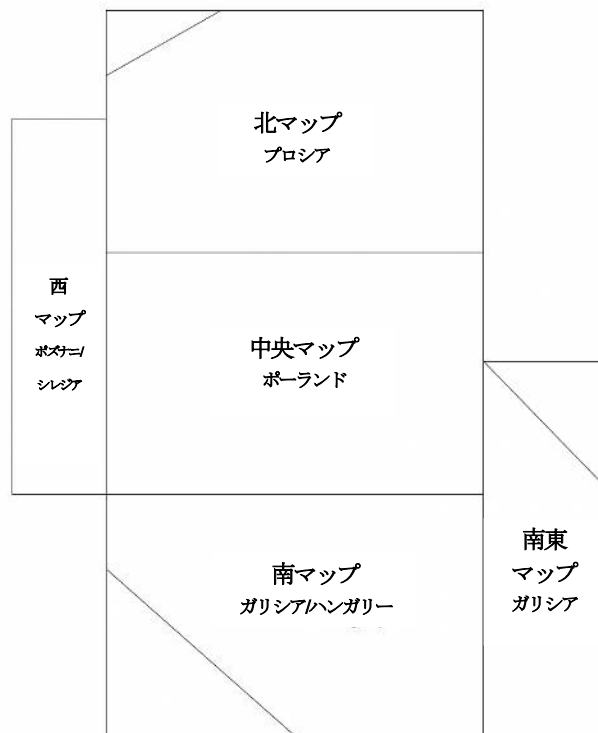 北マップ
プロシア
西
マップ
ポズナニ/
シレジア
中央マップ
ポーランド
南マップ
ガリシア/ハンガリー
南東
マップ
ガリシア